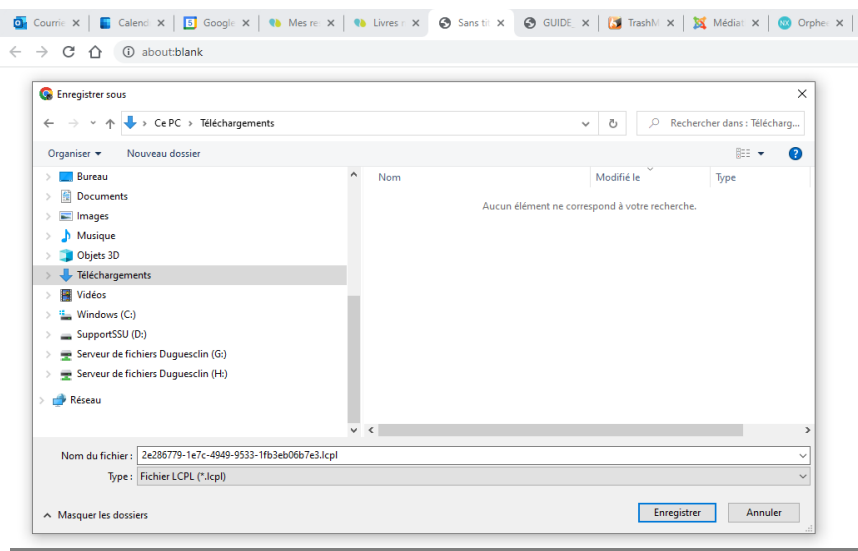 Courrie Calend Google Mes re Livres n Sans tit GUIDE_ TrashM Médiat Orphe
about:blank
Enregistrer sous
Ce PC › Téléchargements
Rechercher dans : Télécharg...
Organiser Nouveau dossier
Nom Modifié le Type
Bureau
Aucun élément ne correspond à votre recherche.
Documents
Images
Musique
Objets 3D
Téléchargements
Vidéos
Windows (C:)
SupportSSU (D:)
Serveur de fichiers Duguesclin (G:)
Serveur de fichiers Duguesclin (H:)
Réseau
Nom du fichier : 2e286779-1e7c-4949-9533-1fb3eb06b7e3.lcpl
Type : Fichier LCPL (*.lcpl)
Masquer les dossiers
Enregistrer Annuler